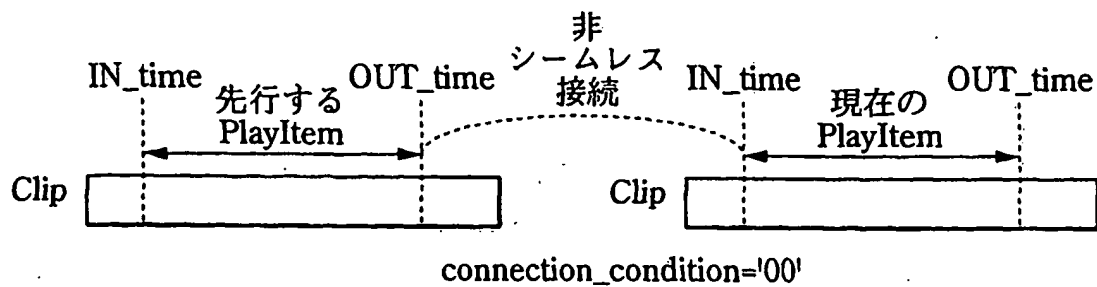 非
シームレス
接続
IN_time
OUT_time
先行する
PlayItem
IN_time
OUT_time
現在の
PlayItem
Clip
Clip
connection_condition='00'